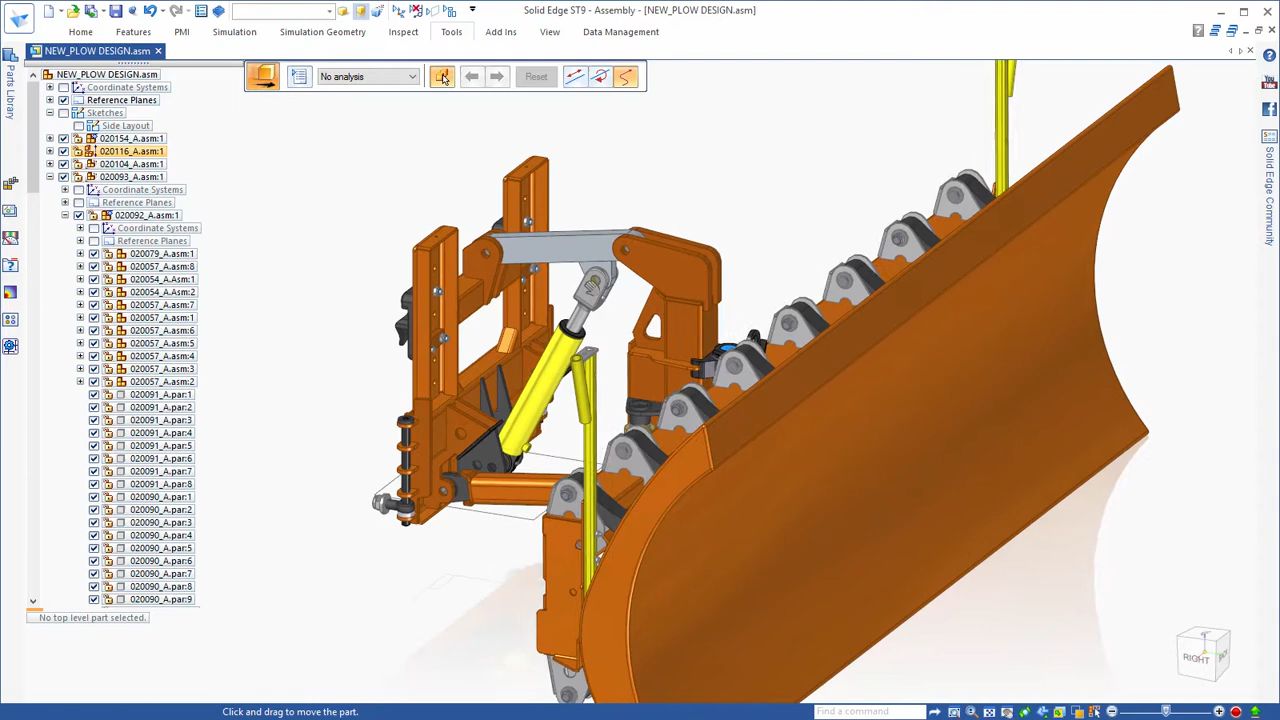 Solid Edge ST9 - Assembly - [NEW_PLOW DESIGN.asm]
Home Features PMI Simulation Simulation Geometry Inspect Tools Add Ins View Data Management
NEW_PLOW DESIGN.asm
Parts Library
NEW_PLOW DESIGN.asm
No analysis
Reset
Coordinate Systems
Reference Planes
Sketches
Side Layout
020154_A.asm:1
020116_A.asm:1
020104_A.asm:1
020093_A.asm:1
Coordinate Systems
Reference Planes
020092_A.asm:1
Coordinate Systems
Reference Planes
020079_A.asm:1
020057_A.asm:8
020054_A.Asm:1
020054_A.Asm:2
020057_A.asm:7
020057_A.asm:1
020057_A.asm:6
020057_A.asm:5
020057_A.asm:4
020057_A.asm:3
020057_A.asm:2
020091_A.par:1
020091_A.par:2
020091_A.par:3
020091_A.par:4
020091_A.par:5
020091_A.par:6
020091_A.par:7
020091_A.par:8
020090_A.par:1
020090_A.par:2
020090_A.par:3
020090_A.par:4
020090_A.par:5
020090_A.par:6
020090_A.par:7
020090_A.par:8
020090_A.par:9
No top level part selected.
You Tube
Solid Edge Community
RIGHT
Click and drag to move the part.
Find a command